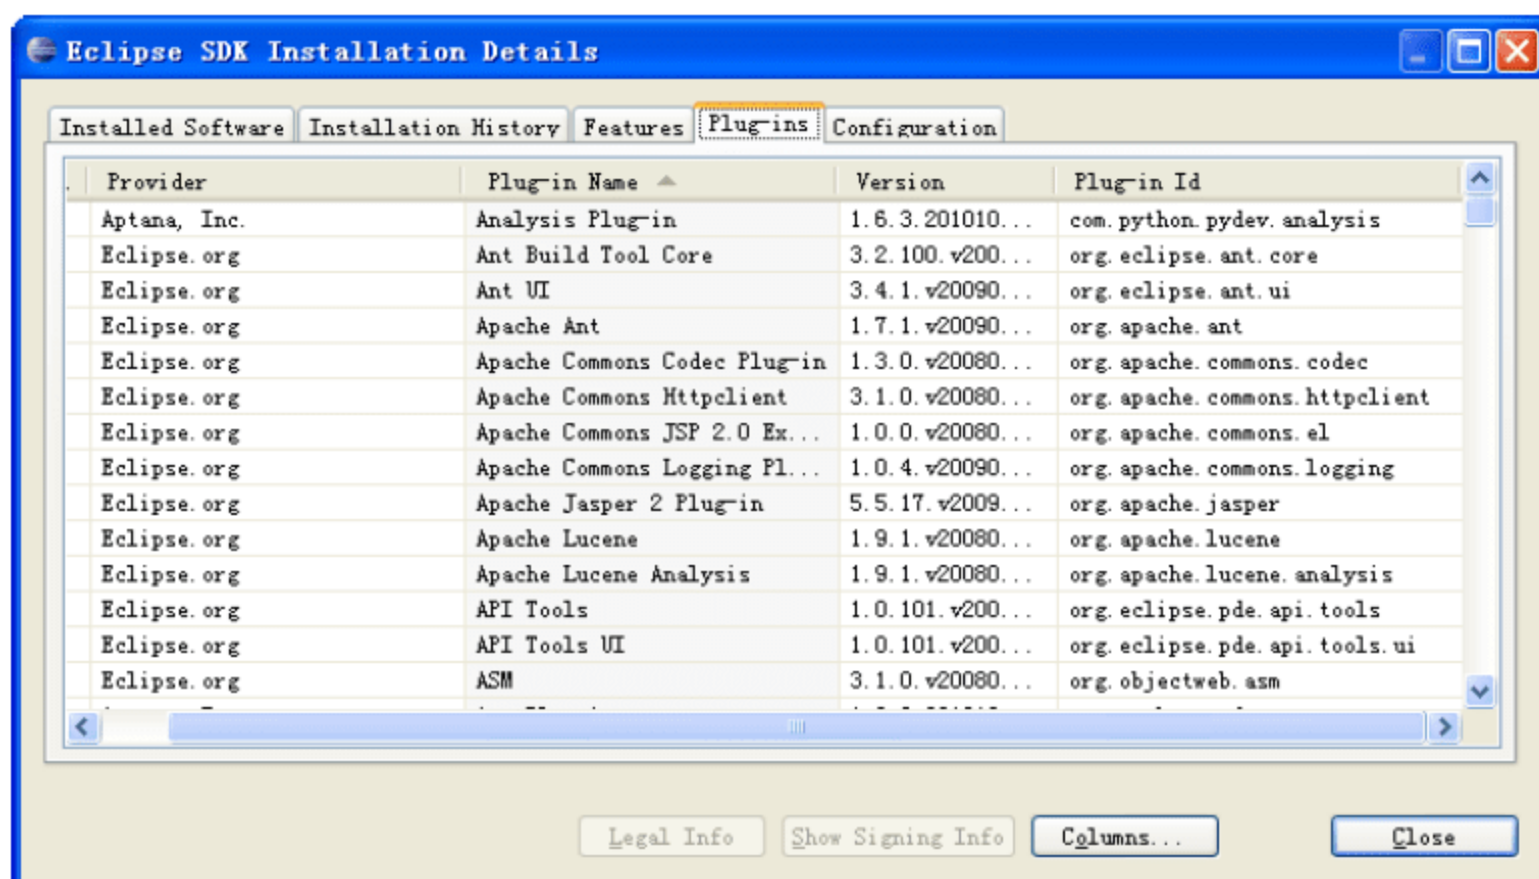 Eclipse SDK Installation Details
Installed Software Installation History Features Plug-ins Configuration
. Provider Plug-in Name Version Plug-in Id
Aptana, Inc. Analysis Plug-in 1.6.3.201010... com.python.pydev.analysis
Eclipse.org Ant Build Tool Core 3.2.100.v200... org.eclipse.ant.core
Eclipse.org Ant UI 3.4.1.v20090... org.eclipse.ant.ui
Eclipse.org Apache Ant 1.7.1.v20090... org.apache.ant
Eclipse.org Apache Commons Codec Plug-in 1.3.0.v20080... org.apache.commons.codec
Eclipse.org Apache Commons Httpclient 3.1.0.v20080... org.apache.commons.httpclient
Eclipse.org Apache Commons JSP 2.0 Ex... 1.0.0.v20080... org.apache.commons.el
Eclipse.org Apache Commons Logging Pl... 1.0.4.v20090... org.apache.commons.logging
Eclipse.org Apache Jasper 2 Plug-in 5.5.17.v2009... org.apache.jasper
Eclipse.org Apache Lucene 1.9.1.v20080... org.apache.lucene
Eclipse.org Apache Lucene Analysis 1.9.1.v20080... org.apache.lucene.analysis
Eclipse.org API Tools 1.0.101.v200... org.eclipse.pde.api.tools
Eclipse.org API Tools UI 1.0.101.v200... org.eclipse.pde.api.tools.ui
Eclipse.org ASM 3.1.0.v20080... org.objectweb.asm
Legal Info Show Signing Info Columns... Close